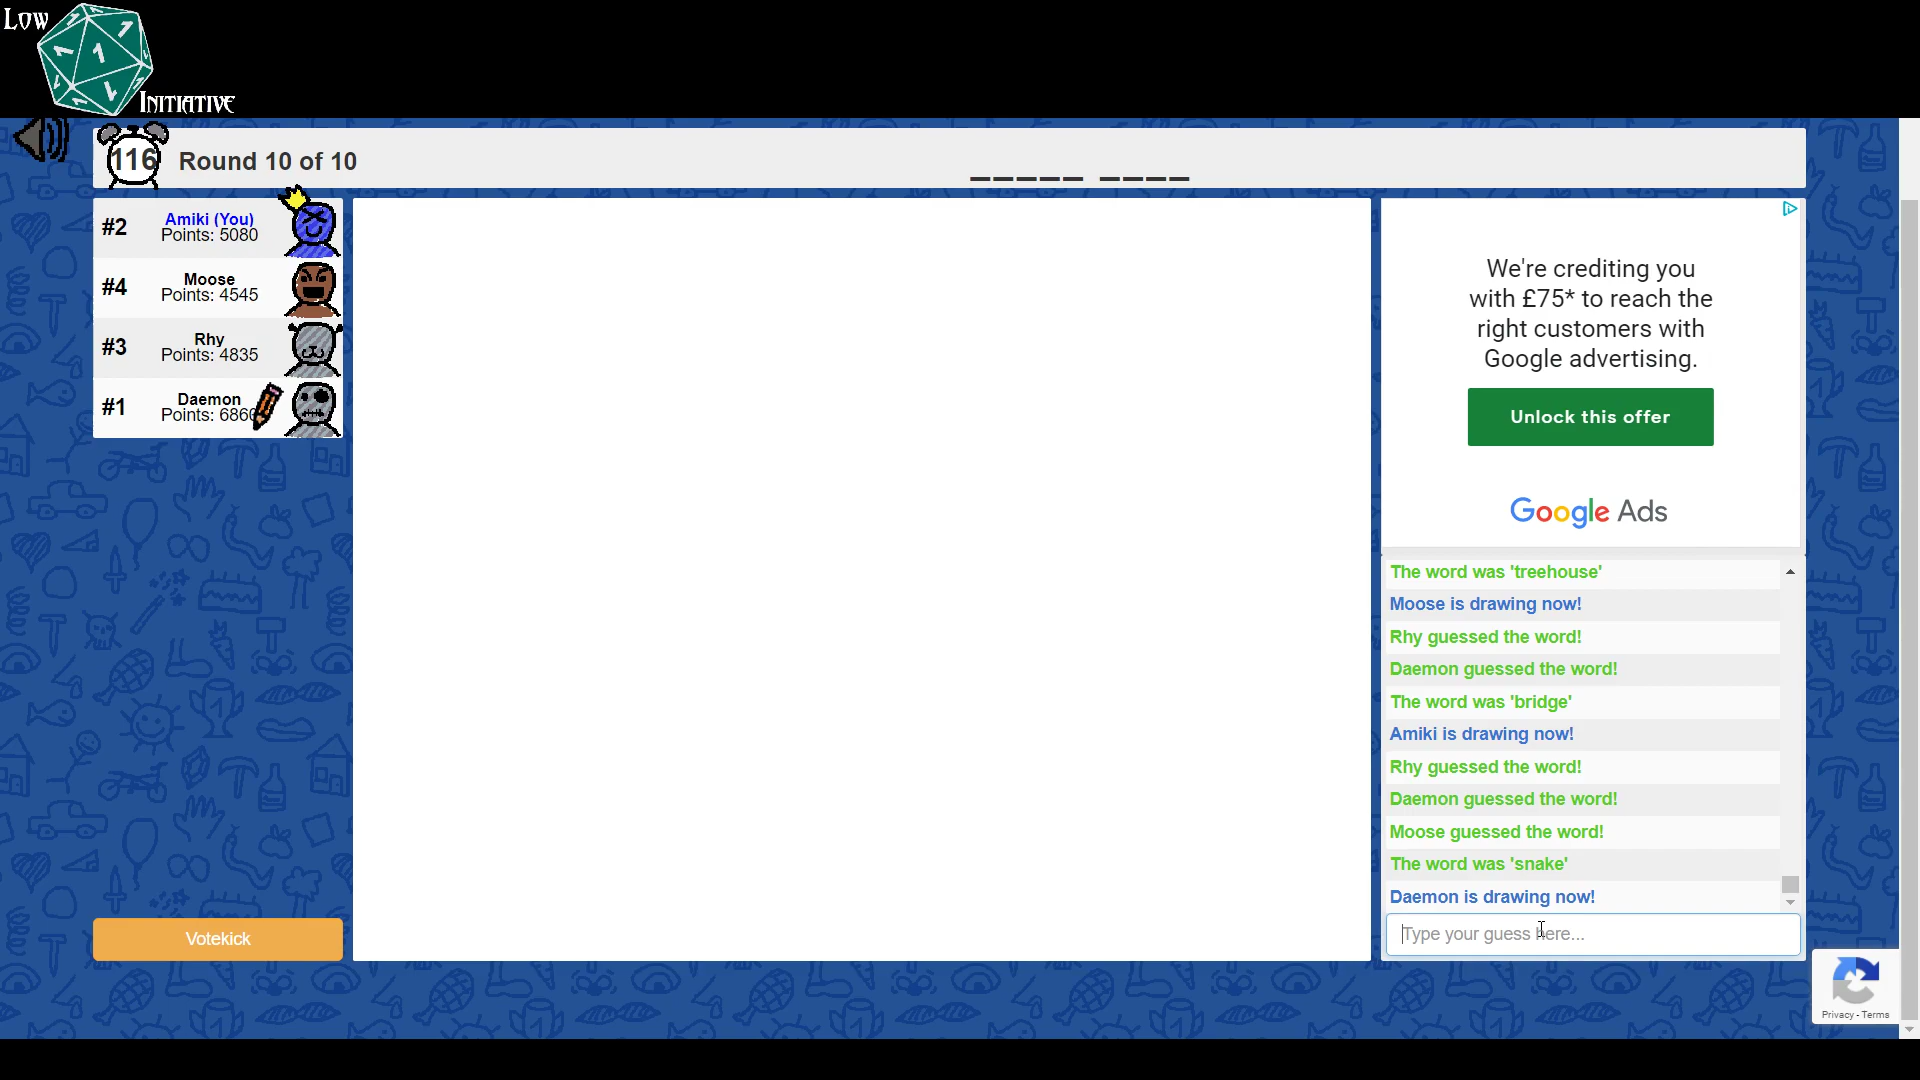 Low
Initiative
116
Round 10 of 10
_____ ____
#2
Amiki (You)
Points: 5080
#4
Moose
Points: 4545
#3
Rhy
Points: 4835
#1
Daemon
Points: 6860
We're crediting you
with £75* to reach the
right customers with
Google advertising.
Unlock this offer
Google Ads
The word was 'treehouse'
Moose is drawing now!
Rhy guessed the word!
Daemon guessed the word!
The word was 'bridge'
Amiki is drawing now!
Rhy guessed the word!
Daemon guessed the word!
Moose guessed the word!
The word was 'snake'
Daemon is drawing now!
Type your guess here...
Votekick
Privacy - Terms